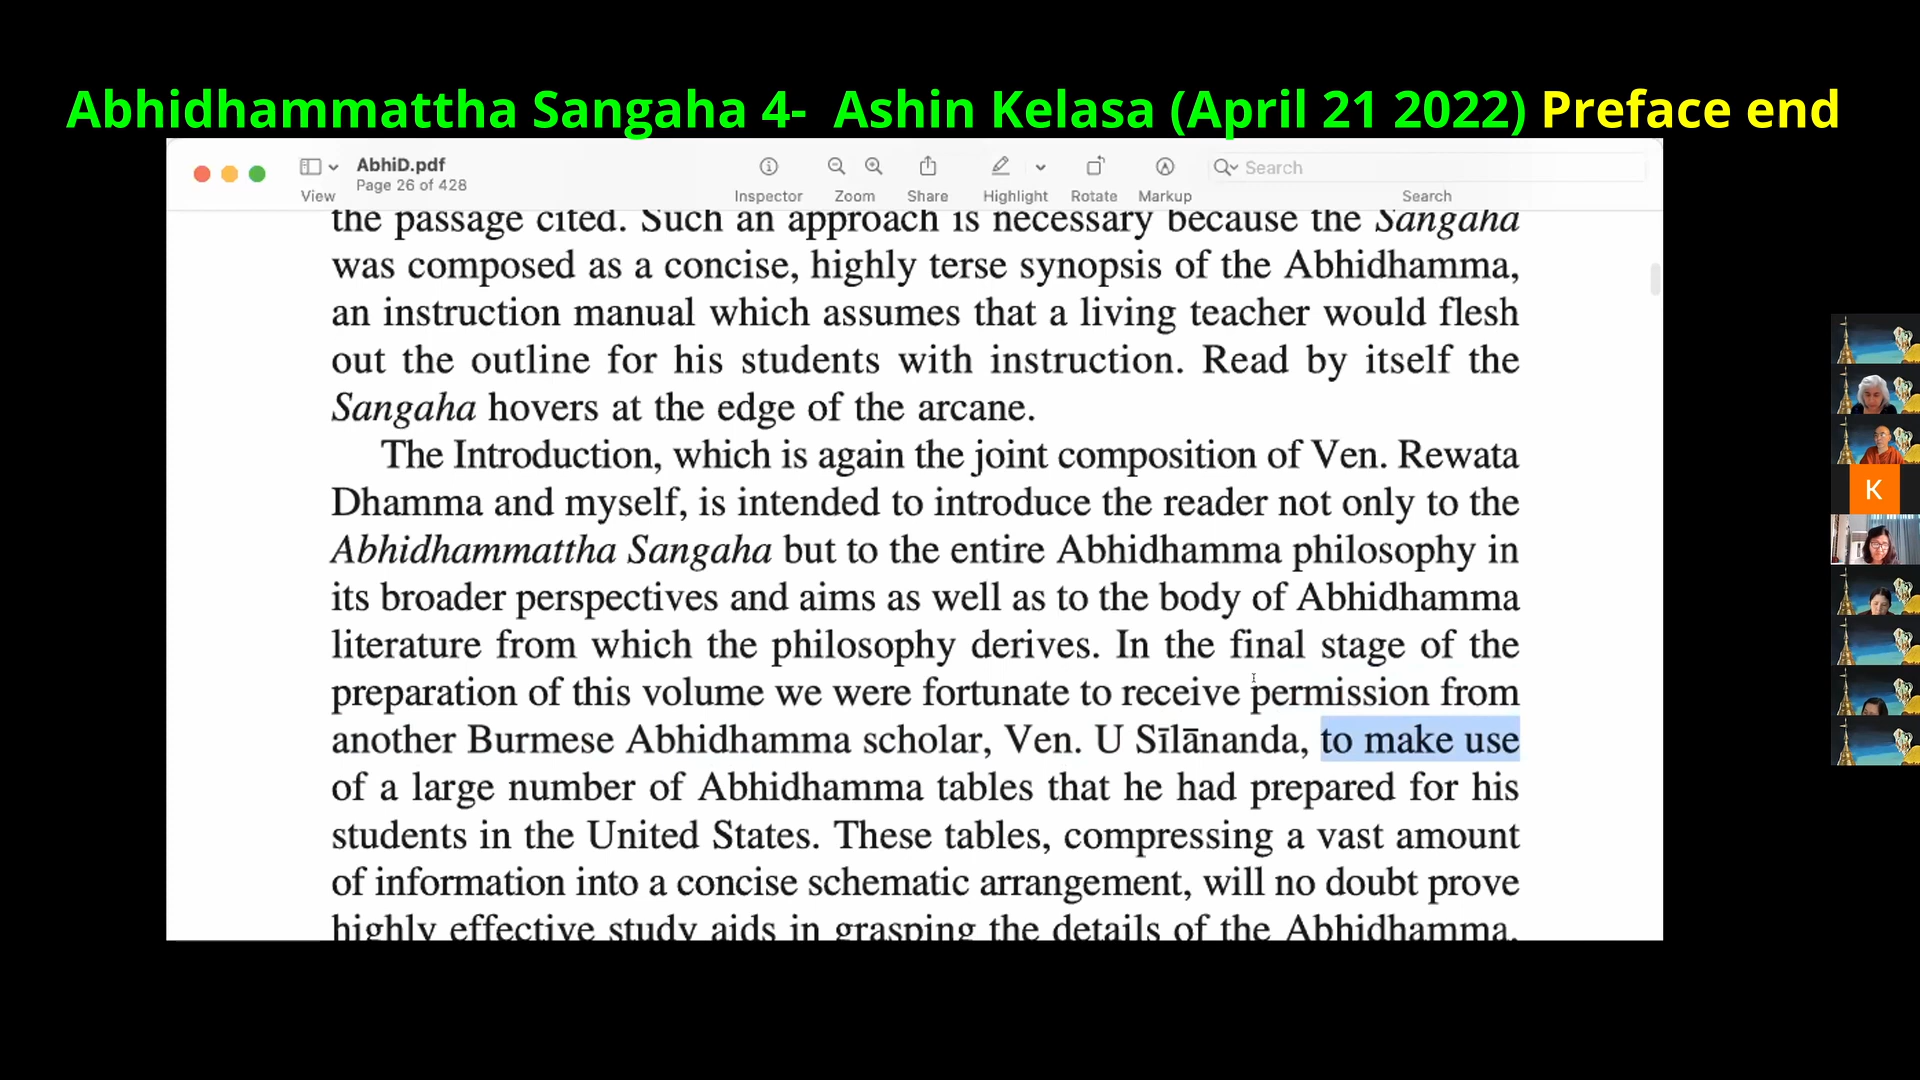 Abhidhammattha Sangaha 4- Ashin Kelasa (April 21 2022) Preface end
AbhiD.pdf
Page 26 of 428
View
Inspector
Zoom
Share
Highlight
Rotate
Markup
Search
Search
the passage cited. Such an approach is necessary because the Sangaha
was composed as a concise, highly terse synopsis of the Abhidhamma,
an instruction manual which assumes that a living teacher would flesh
out the outline for his students with instruction. Read by itself the
Sangaha hovers at the edge of the arcane.
The Introduction, which is again the joint composition of Ven. Rewata
Dhamma and myself, is intended to introduce the reader not only to the
Abhidhammattha Sangaha but to the entire Abhidhamma philosophy in
its broader perspectives and aims as well as to the body of Abhidhamma
literature from which the philosophy derives. In the final stage of the
preparation of this volume we were fortunate to receive permission from
another Burmese Abhidhamma scholar, Ven. U Sīlānanda, to make use
of a large number of Abhidhamma tables that he had prepared for his
students in the United States. These tables, compressing a vast amount
of information into a concise schematic arrangement, will no doubt prove
highly effective study aids in grasping the details of the Abhidhamma.
K